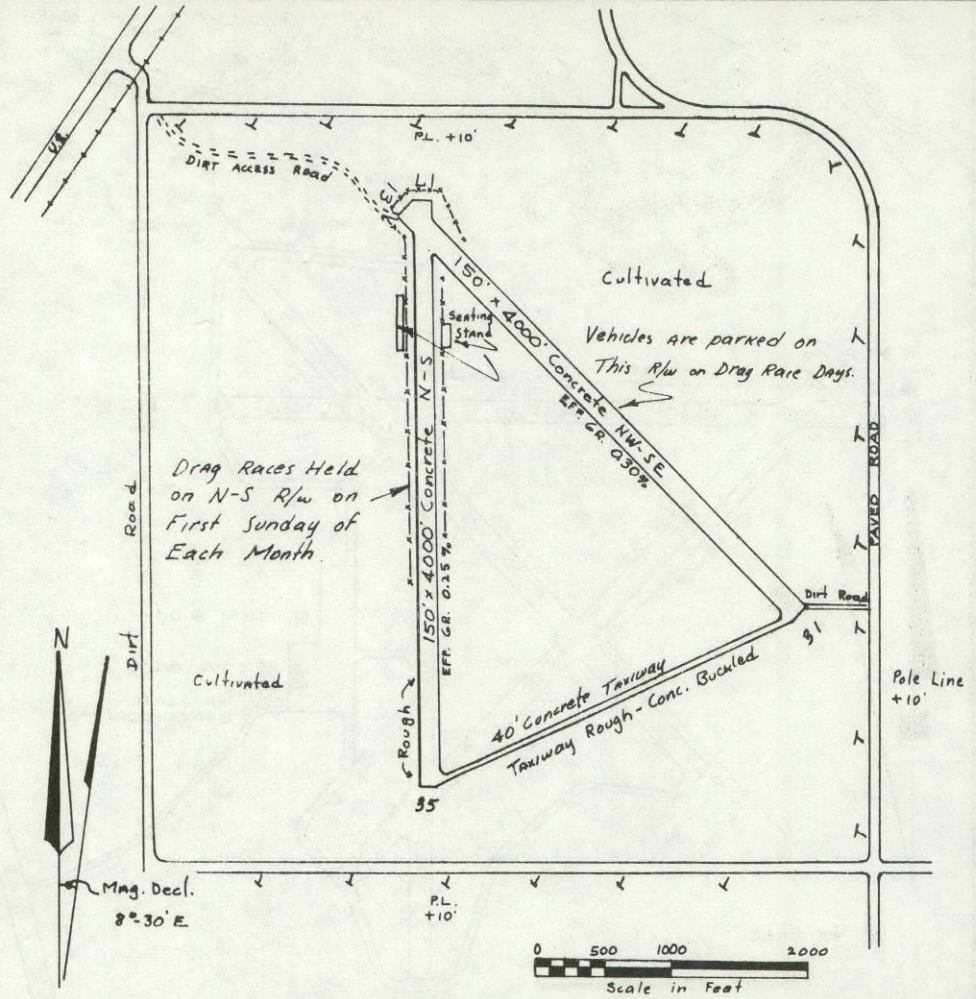 U.S.
P.L. +10'
DIRT ACCESS ROAD
13
17
Cultivated
150' x 4000' Concrete NW-SE
EFF. GR. 0.30%
Seating
STAND
Vehicles are parked on
This R/W on Drag Race Days.
150' x 4000' Concrete N-S
EFF. GR. 0.25%
Drag Races Held
on N-S R/W on
First Sunday of
Each Month
Dirt Road
PAVED ROAD
Dirt Road
31
Cultivated
Rough
40' Concrete Taxiway
Taxiway Rough-Conc. Buckled
Pole Line
+10'
35
N
Mag. Decl.
8°-30' E
P.L.
+10'
0 500 1000 2000
Scale in Feet